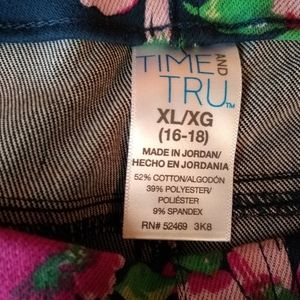 TIME AND
TRU™
XL/XG
(16-18)
MADE IN JORDAN/
HECHO EN JORDANIA
52% COTTON/ALGODÓN
39% POLYESTER/
POLIÉSTER
9% SPANDEX
RN# 52469 3K8